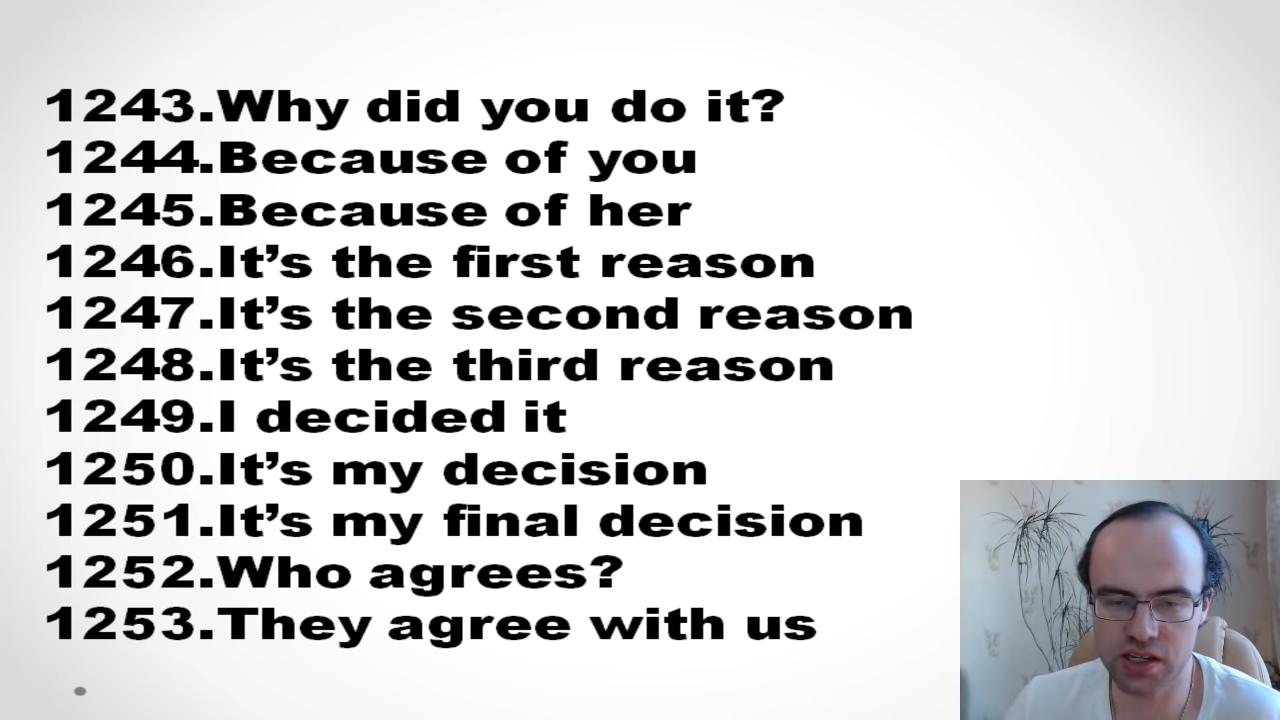 1243.Why did you do it?
1244.Because of you
1245.Because of her
1246.It’s the first reason
1247.It’s the second reason
1248.It’s the third reason
1249.I decided it
1250.It’s my decision
1251.It’s my final decision
1252.Who agrees?
1253.They agree with us